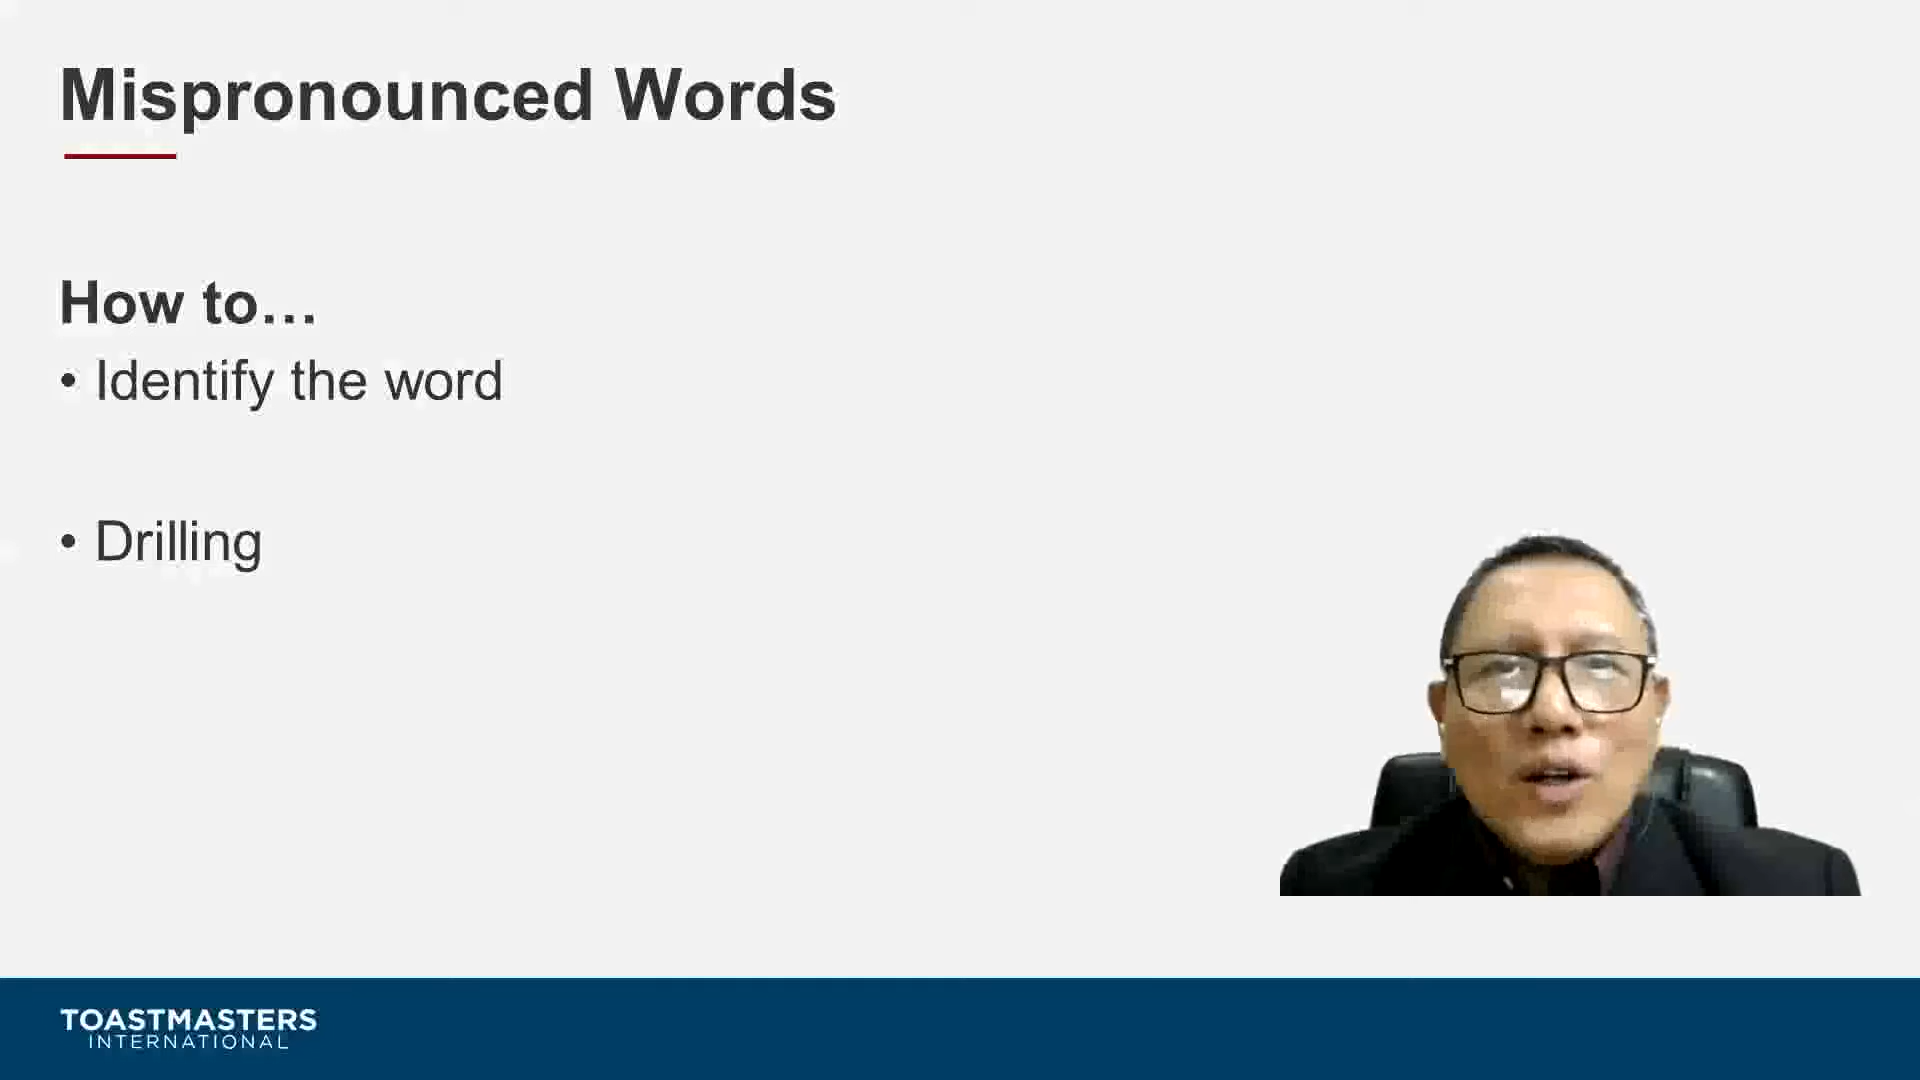 Mispronounced Words
How to…
• Identify the word
• Drilling
TOASTMASTERS
INTERNATIONAL